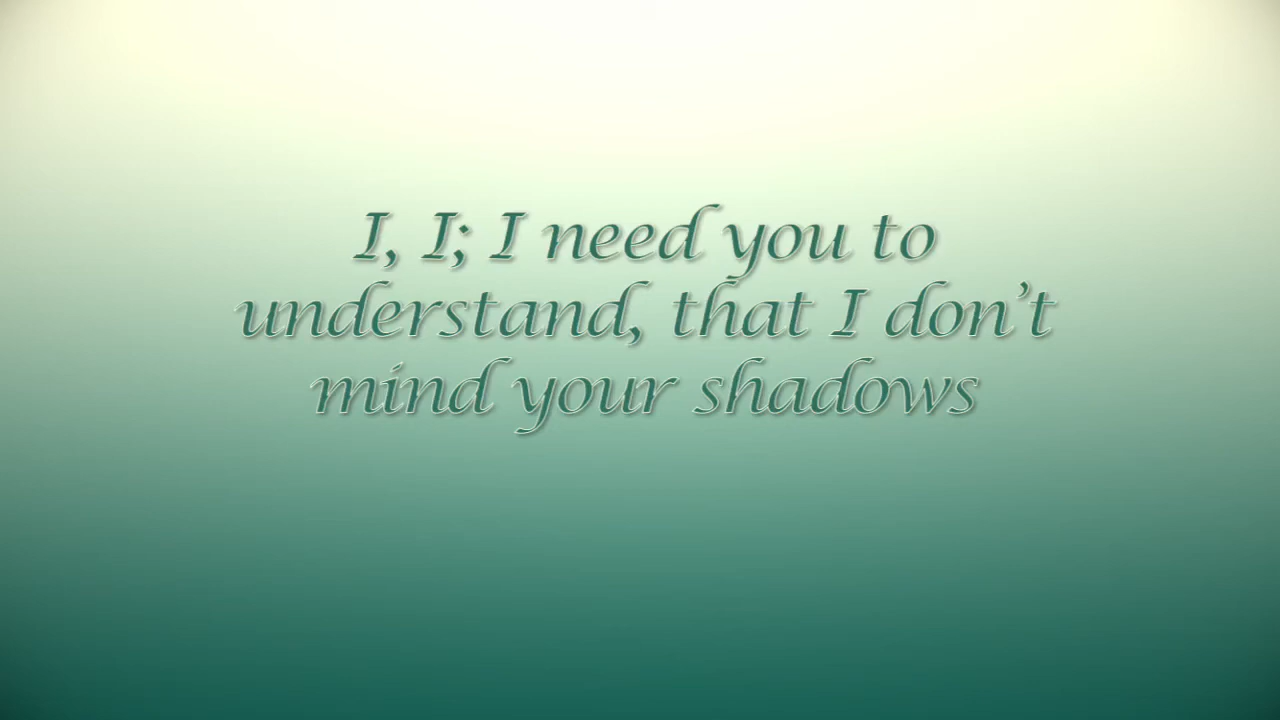 I, I; I need you to
understand, that I don't
mind your shadows